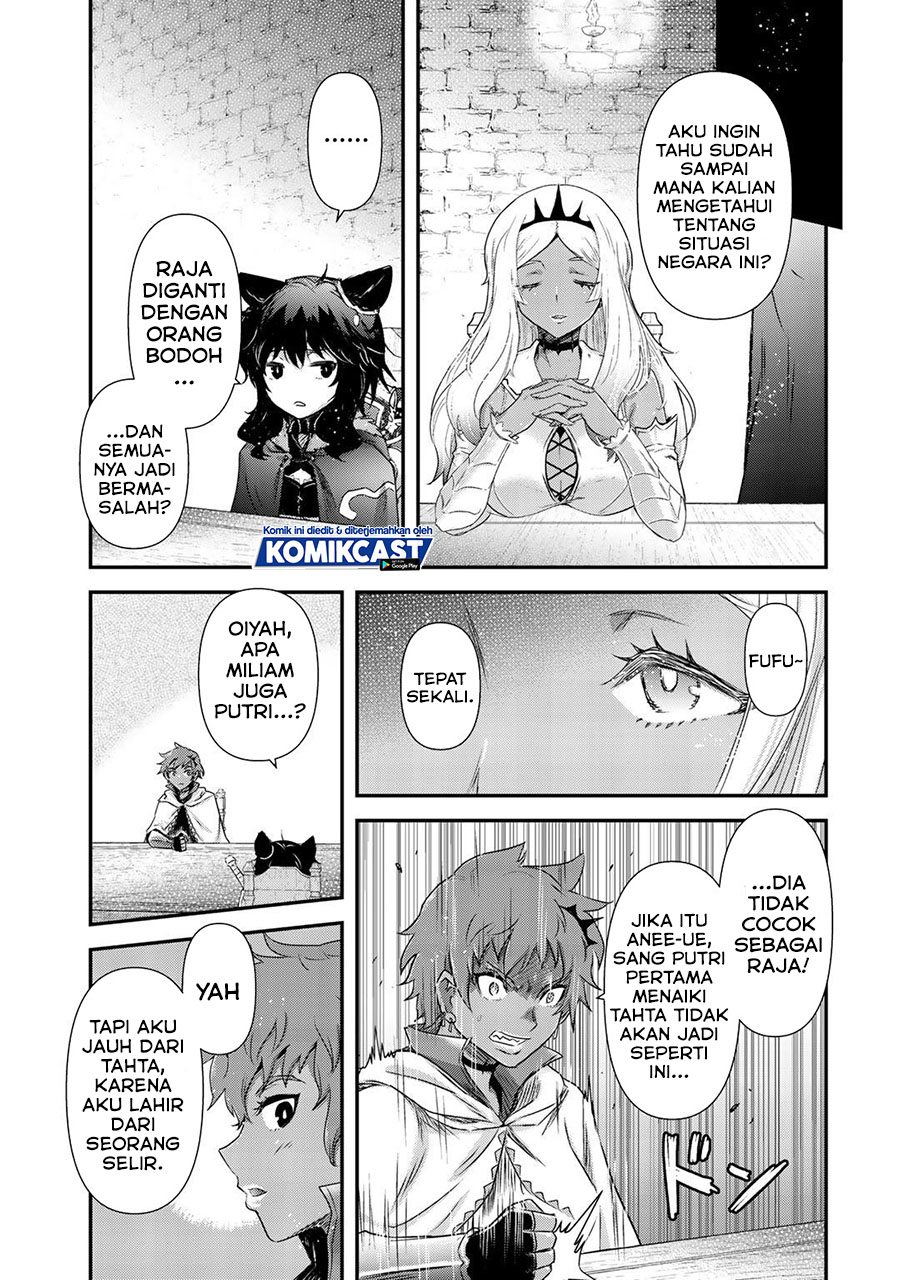 AKU INGIN
TAHU SUDAH
SAMPAI
MANA KALIAN
MENGETAHUI
TENTANG
SITUASI
NEGARA INI?
......
RAJA
DIGANTI
DENGAN
ORANG
BODOH
...
...DAN
SEMUA-
NYA JADI
BERMA-
SALAH?
Komik ini diedit & diterjemahkan oleh
KOMIKCAST
Google Play
FUFU~
TEPAT
SEKALI.
OIYAH,
APA
MILIAM
JUGA
PUTRI...?
...DIA
TIDAK
COCOK
SEBAGAI
RAJA!
JIKA ITU
ANEE-UE,
SANG PUTRI
PERTAMA
MENAIKI
TAHTA TIDAK
AKAN JADI
SEPERTI
INI...
ドン
YAH
TAPI AKU
JAUH DARI
TAHTA,
KARENA
AKU LAHIR
DARI
SEORANG
SELIR.